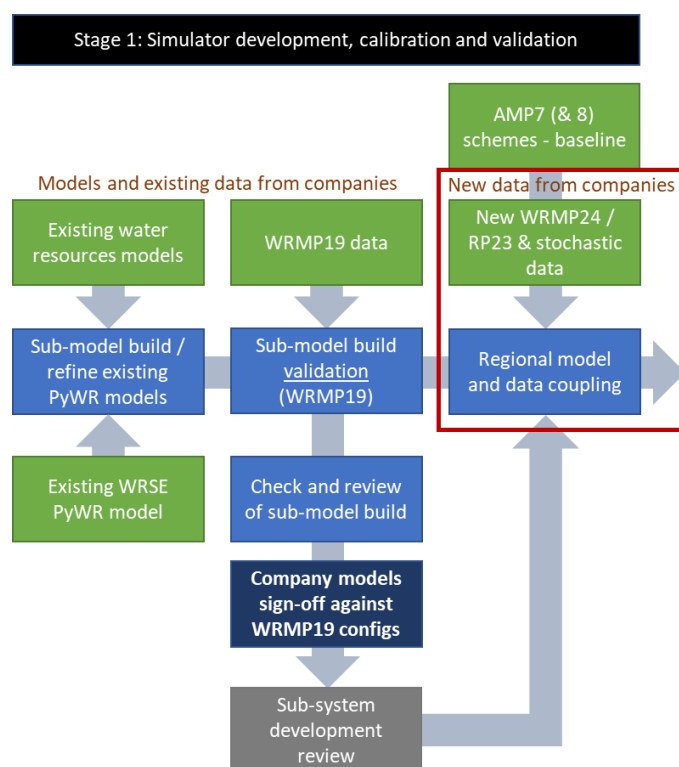 Stage 1: Simulator development, calibration and validation
AMP7 (& 8)
schemes - baseline
Models and existing data from companies
New data from companies
Existing water
resources models
WRMP19 data
New WRMP24 /
RP23 & stochastic
data
Sub-model build /
refine existing
PyWR models
Sub-model build
validation
(WRMP19)
Regional model
and data coupling
Existing WRSE
PyWR model
Check and review
of sub-model build
Company models
sign-off against
WRMP19 configs
Sub-system
development
review